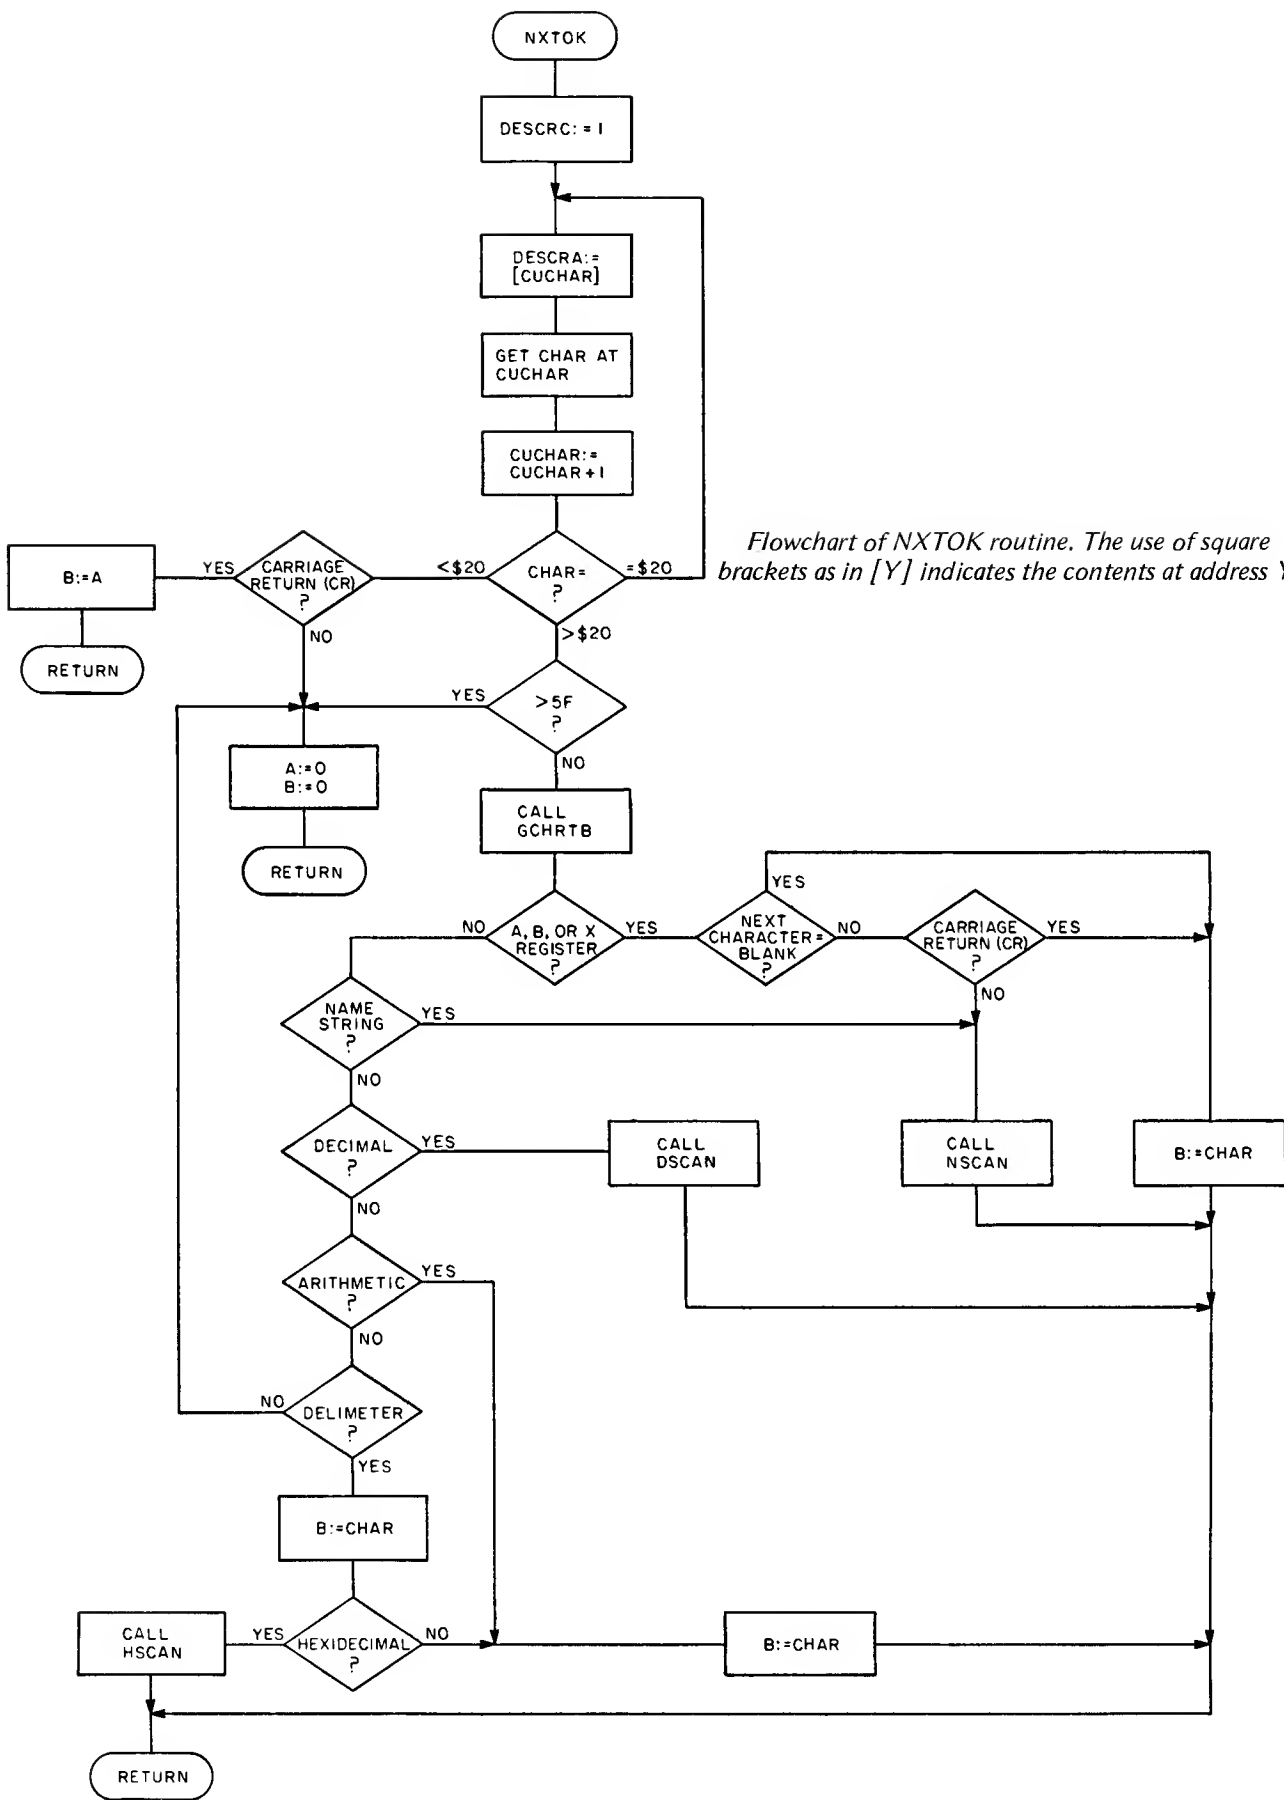 NXTOK
DESCRC:=1
DESCRA:=
[CUCHAR]
GET CHAR AT
CUCHAR
CUCHAR:=
CUCHAR+1
Flowchart of NXTOK routine. The use of square
brackets as in [Y] indicates the contents at address Y
B:=A
YES
CARRIAGE
RETURN (CR)
?
<$20
CHAR=
?
=$20
NO
>$20
RETURN
YES
>5F
?
NO
A:=0
B:=0
CALL
GCHRTB
RETURN
YES
NO
A, B, OR X
REGISTER
?
YES
NEXT
CHARACTER=
BLANK
?
NO
CARRIAGE
RETURN (CR)
?
YES
NO
NAME
STRING
?
YES
NO
DECIMAL
?
YES
CALL
DSCAN
CALL
NSCAN
B:=CHAR
NO
ARITHMETIC
?
YES
NO
NO
DELIMETER
?
YES
B:=CHAR
CALL
HSCAN
YES
HEXIDECIMAL
?
NO
B:=CHAR
RETURN